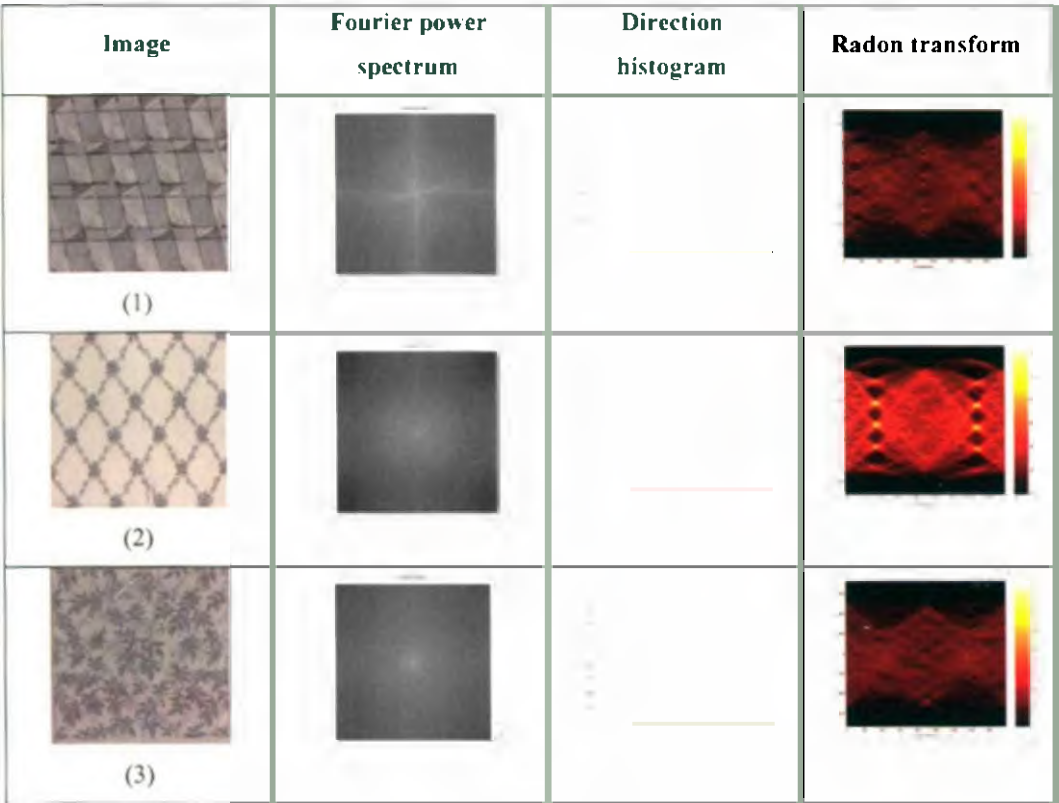 Image
Fourier power
spectrum
Direction
histogram
Radon transform
(1)
(2)
(3)